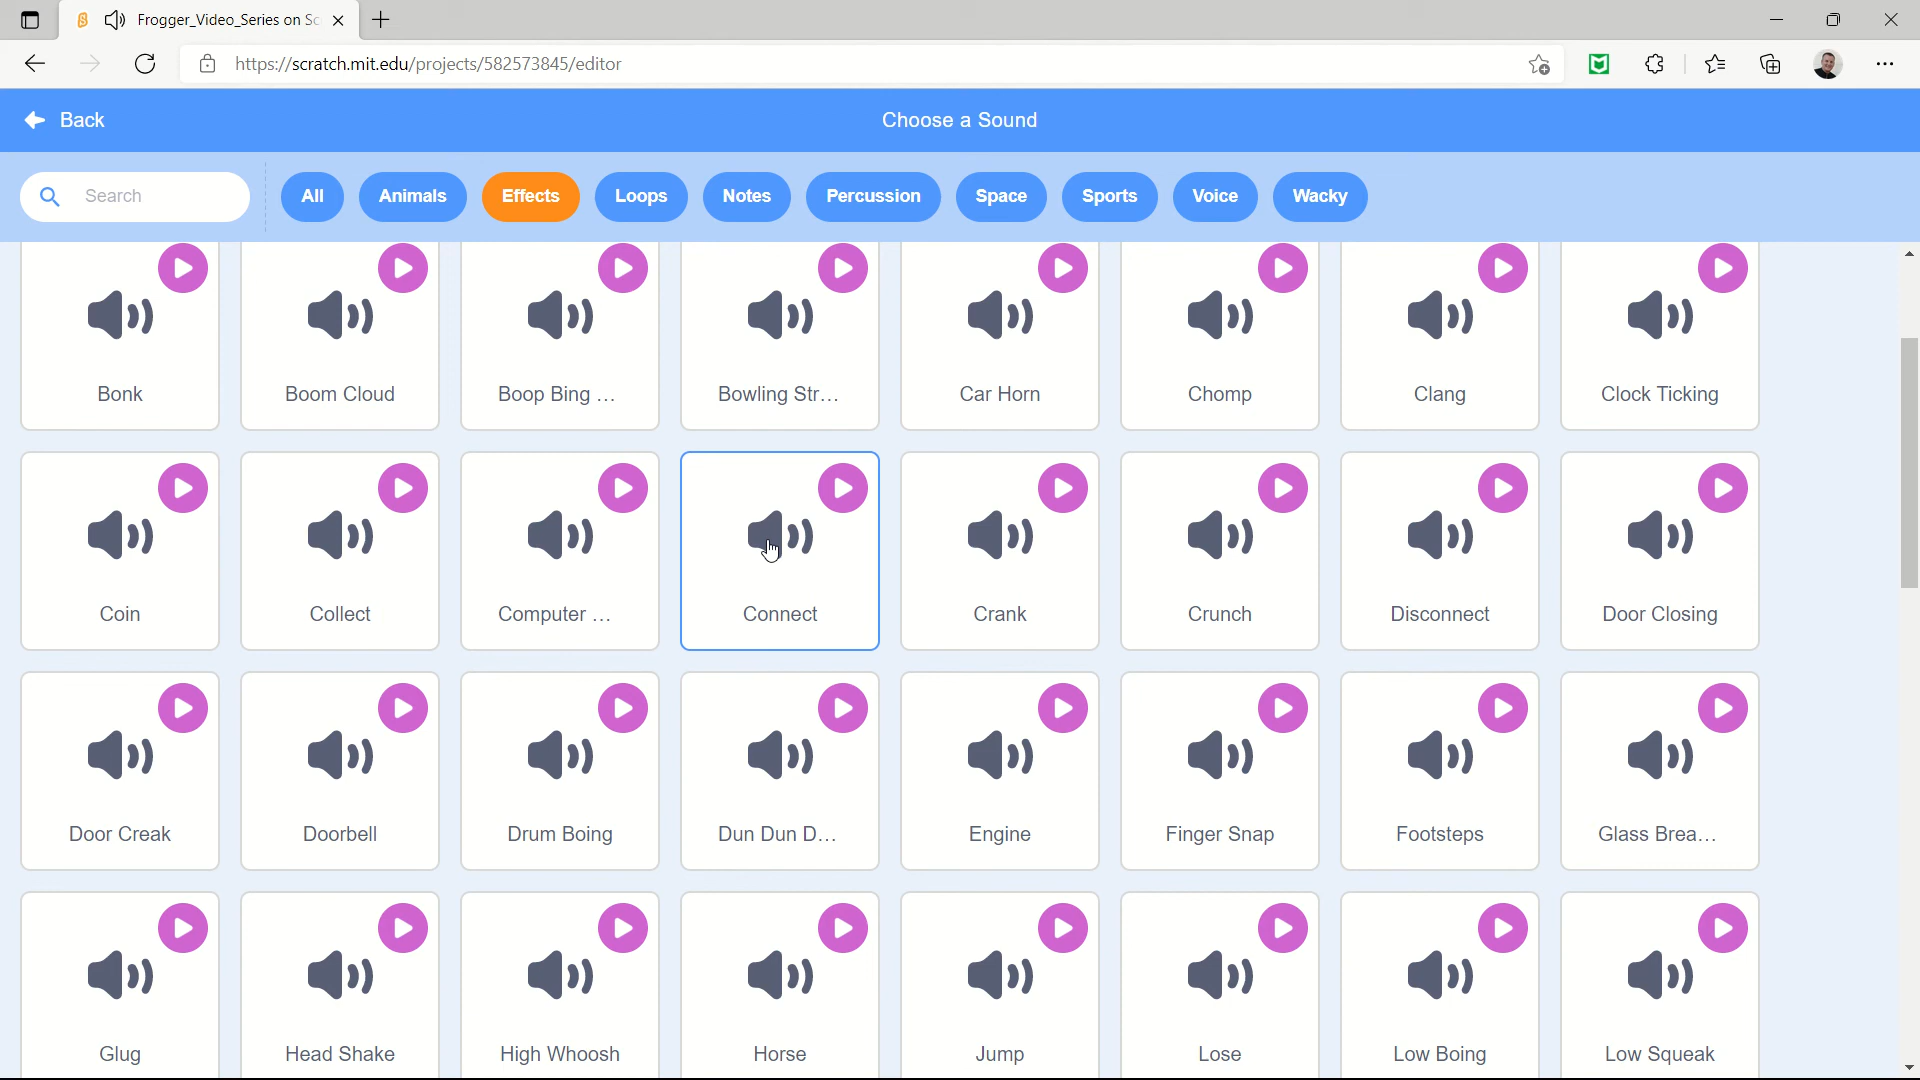 Frogger_Video_Series on Sc
https://scratch.mit.edu/projects/582573845/editor
Back
Choose a Sound
Search
All Animals Effects Loops Notes Percussion Space Sports Voice Wacky
Bonk Boom Cloud Boop Bing ... Bowling Str... Car Horn Chomp Clang Clock Ticking
Coin Collect Computer ... Connect Crank Crunch Disconnect Door Closing
Door Creak Doorbell Drum Boing Dun Dun D... Engine Finger Snap Footsteps Glass Brea...
Glug Head Shake High Whoosh Horse Jump Lose Low Boing Low Squeak